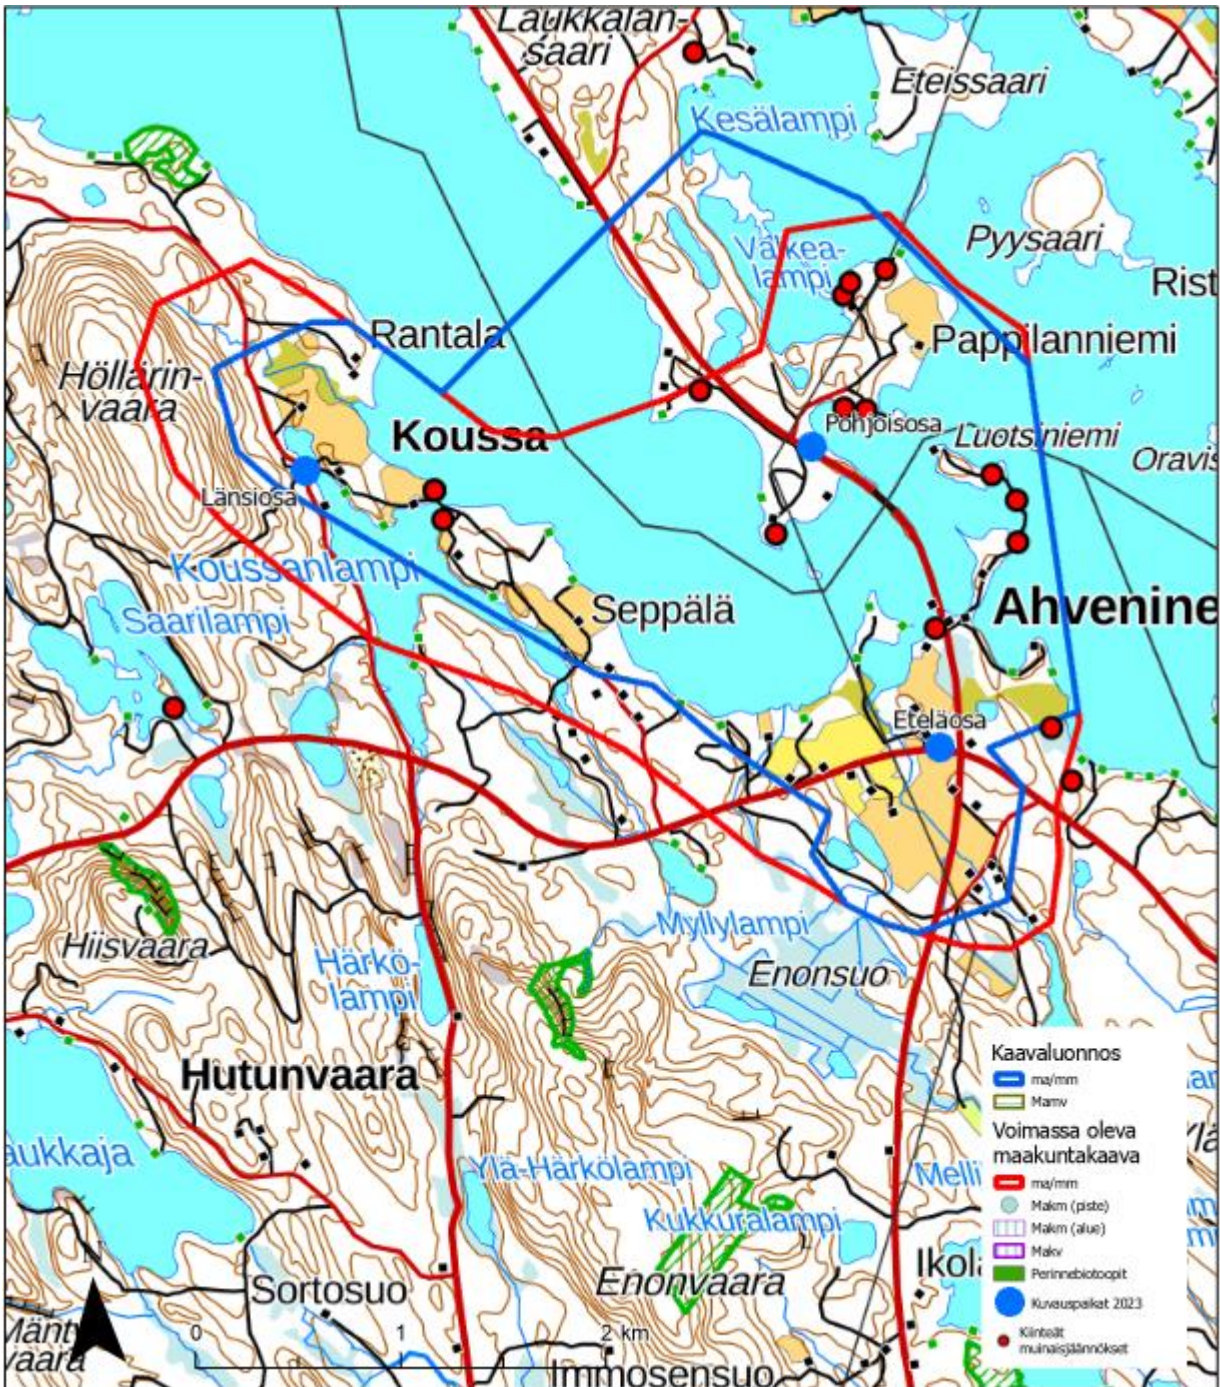 Laukkalan-
saari
Eteissaari
Kesälampi
Pyysaari
Valkea-
lampi
Rist
Rantala
Pappilanniemi
Höllärin-
vaara
Koussa
Pohjoisosa
Luotsiniemi
Oravis
Länsiosa
Koussanlampi
Saarilampi
Seppälä
Ahvenine
Eteläosa
Hiisvaara
Myllylampi
Enonsuo
Härkö-
lampi
Hutunvaara
aukkaja
Ylä-Härkölampi
Melli
Kukkuralampi
Enonvaara
Ikola
Sortosuo
Mänty
vaara
0 1 2 km
Immosensuo
Kaavaluonnos
ma/mm
Mamv
Voimassa oleva
maakuntakaava
ma/mm
Makm (piste)
Makm (alue)
Makv
Perinnebiotoopit
Kuvauspaikat 2023
Kiinteät
muinaisjäännökset